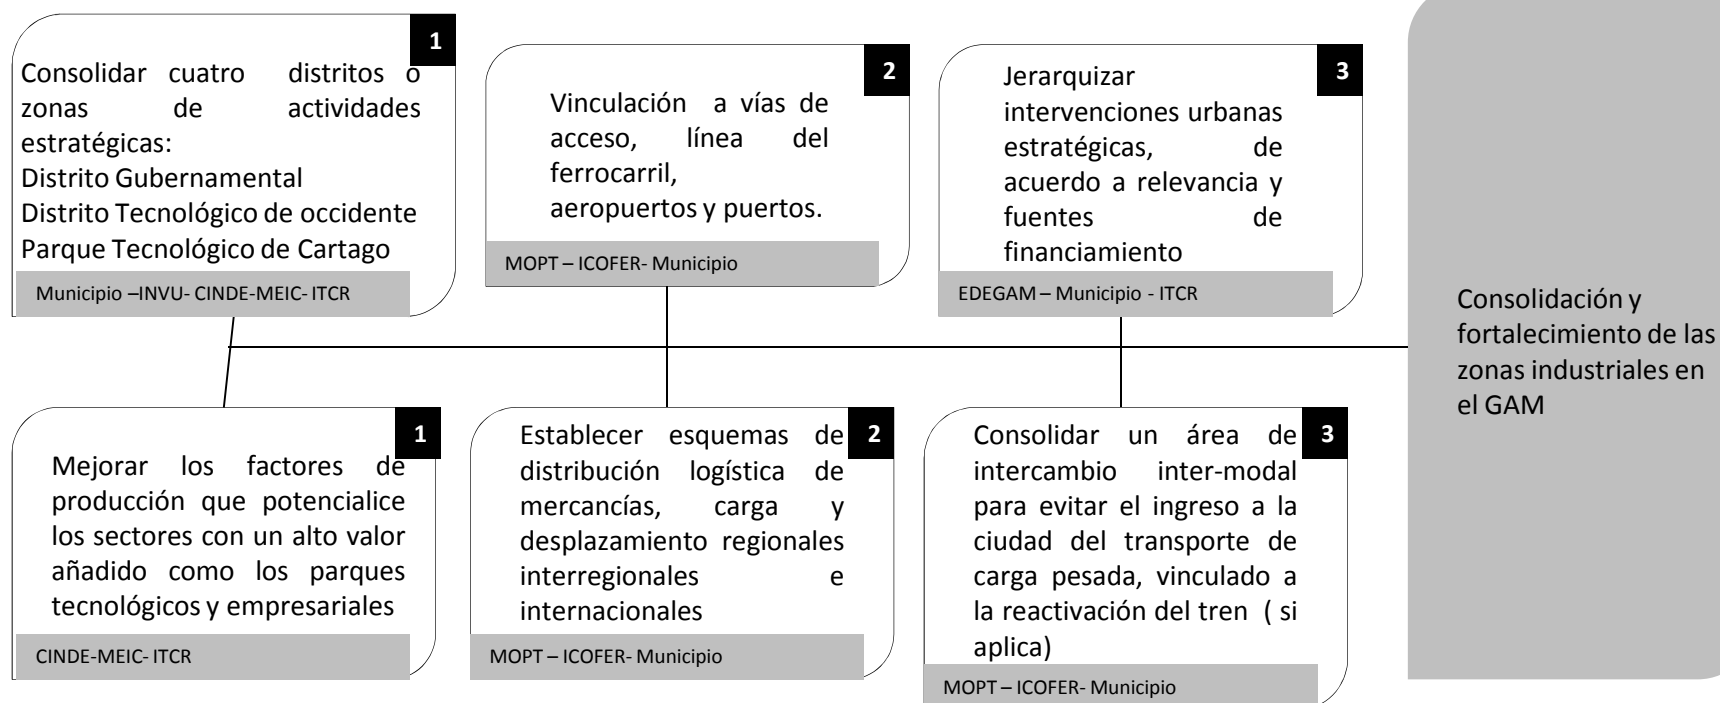 1
Consolidar cuatro distritos o
zonas de actividades
estratégicas:
Distrito Gubernamental
Distrito Tecnológico de occidente
Parque Tecnológico de Cartago
Municipio –INVU- CINDE-MEIC- ITCR
2
Vinculación a vías de
acceso, línea del
ferrocarril,
aeropuertos y puertos.
MOPT – ICOFER- Municipio
3
Jerarquizar
intervenciones urbanas
estratégicas, de
acuerdo a relevancia y
fuentes de
financiamiento
EDEGAM – Municipio - ITCR
1
Mejorar los factores de
producción que potencialice
los sectores con un alto valor
añadido como los parques
tecnológicos y empresariales
CINDE-MEIC- ITCR
2
Establecer esquemas de
distribución logística de
mercancías, carga y
desplazamiento regionales
interregionales e
internacionales
MOPT – ICOFER- Municipio
3
Consolidar un área de
intercambio inter-modal
para evitar el ingreso a la
ciudad del transporte de
carga pesada, vinculado a
la reactivación del tren ( si
aplica)
MOPT – ICOFER- Municipio
Consolidación y
fortalecimiento de las
zonas industriales en
el GAM